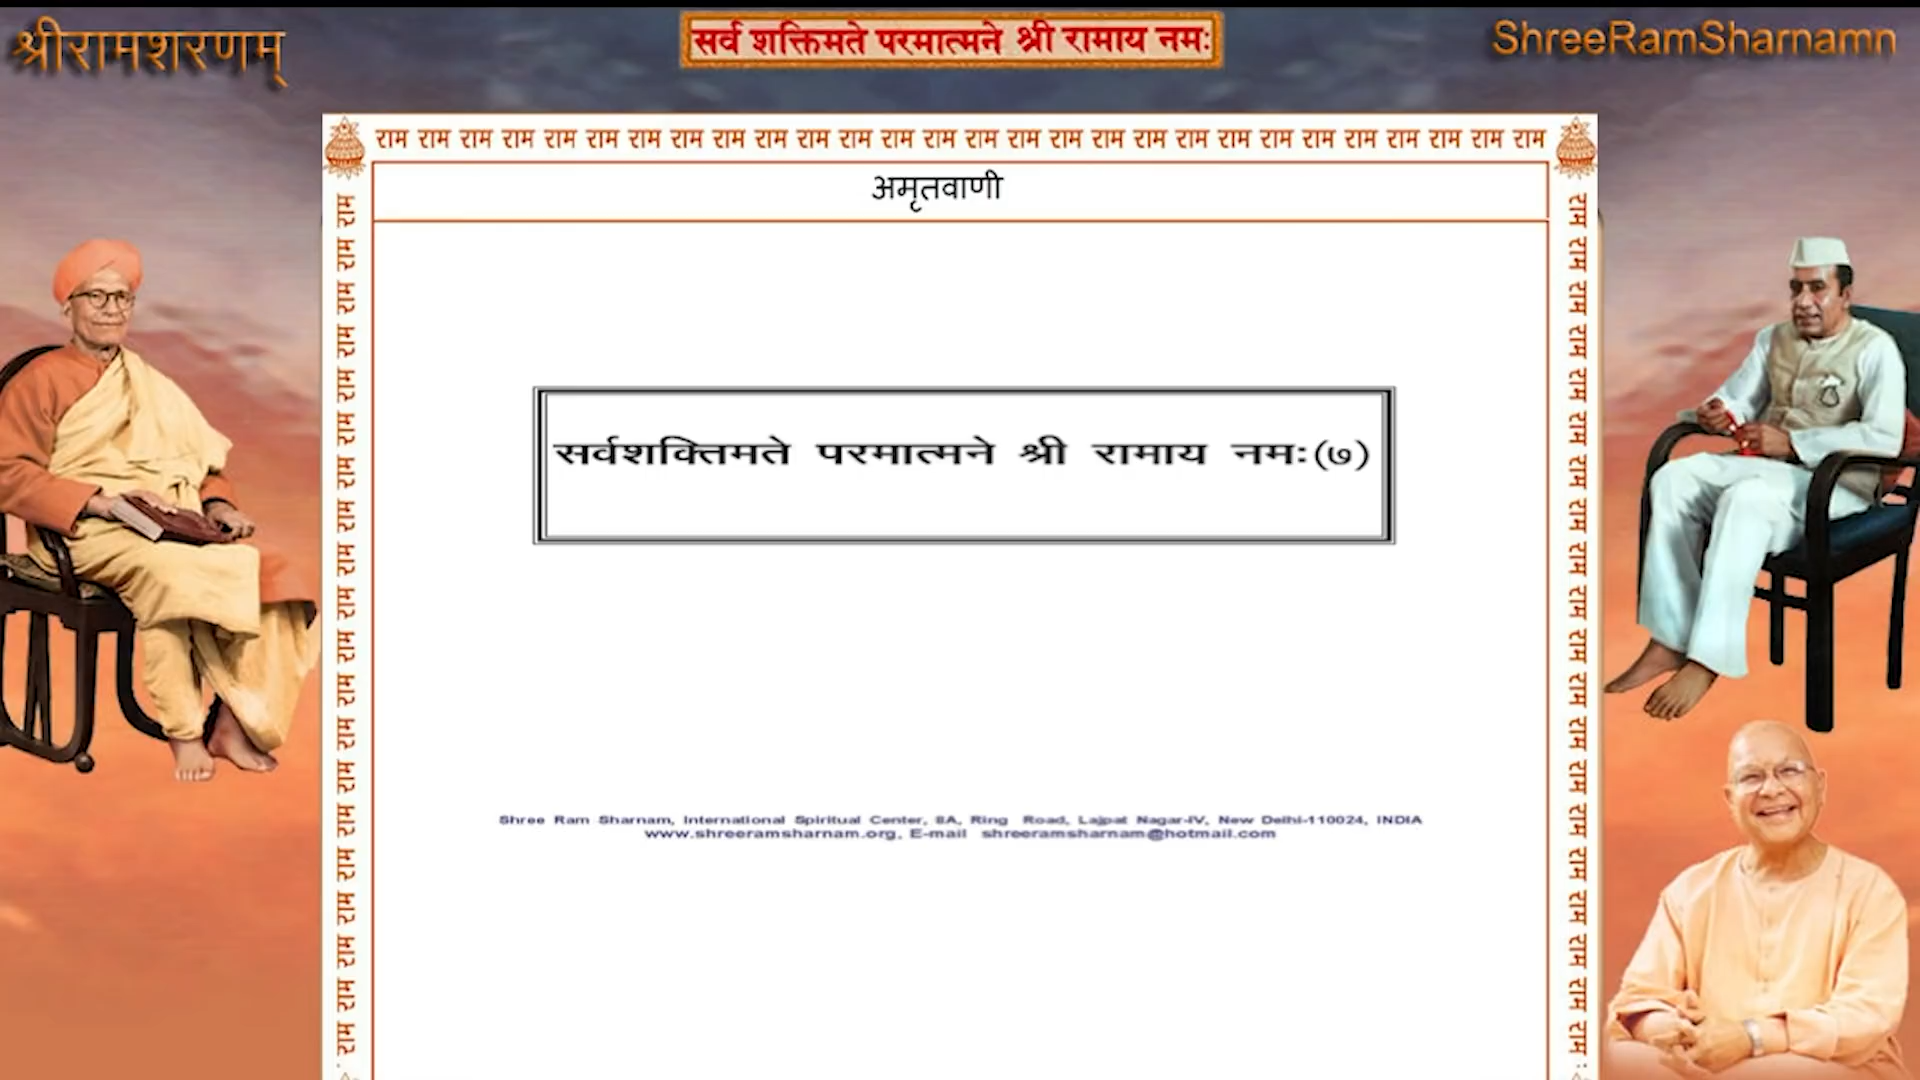 श्रीरामशरणम्
सर्व शक्तिमते परमात्मने श्री रामाय नमः
ShreeRamSharnamn
राम राम राम राम राम राम राम राम राम राम राम राम राम राम राम राम राम राम राम राम राम राम राम राम राम राम राम राम
अमृतवाणी
राम राम राम राम राम राम राम राम राम राम राम राम राम राम राम राम राम राम राम राम
राम राम राम राम राम राम राम राम राम राम राम राम राम राम राम राम राम राम राम राम
सर्वशक्तिमते परमात्मने श्री रामाय नमः(७)
Shree Ram Sharnam, International Spiritual Center, 8A, Ring Road, Lajpat Nagar-IV, New Delhi-110024, INDIA
www.shreeramsharnam.org, E-mail shreeramsharnam@hotmail.com